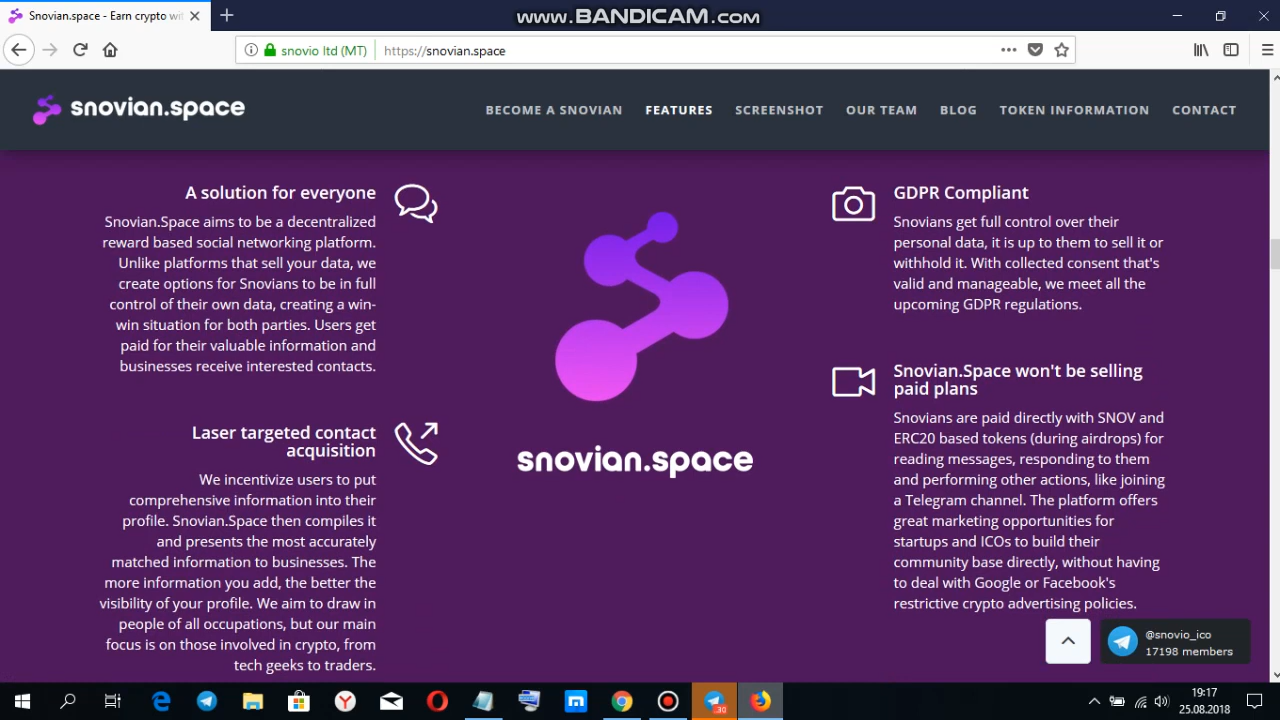 Snovian.space - Earn crypto wit
www.BANDICAM.com
snovio ltd (MT)
https://snovian.space
snovian.space
BECOME A SNOVIAN
FEATURES
SCREENSHOT
OUR TEAM
BLOG
TOKEN INFORMATION
CONTACT
A solution for everyone
Snovian.Space aims to be a decentralized
reward based social networking platform.
Unlike platforms that sell your data, we
create options for Snovians to be in full
control of their own data, creating a win-
win situation for both parties. Users get
paid for their valuable information and
businesses receive interested contacts.
Laser targeted contact
acquisition
We incentivize users to put
comprehensive information into their
profile. Snovian.Space then compiles it
and presents the most accurately
matched information to businesses. The
more information you add, the better the
visibility of your profile. We aim to draw in
people of all occupations, but our main
focus is on those involved in crypto, from
tech geeks to traders.
snovian.space
GDPR Compliant
Snovians get full control over their
personal data, it is up to them to sell it or
withhold it. With collected consent that's
valid and manageable, we meet all the
upcoming GDPR regulations.
Snovian.Space won't be selling
paid plans
Snovians are paid directly with SNOV and
ERC20 based tokens (during airdrops) for
reading messages, responding to them
and performing other actions, like joining
a Telegram channel. The platform offers
great marketing opportunities for
startups and ICOs to build their
community base directly, without having
to deal with Google or Facebook's
restrictive crypto advertising policies.
@snovio_ico
17198 members
30
19:17
25.08.2018